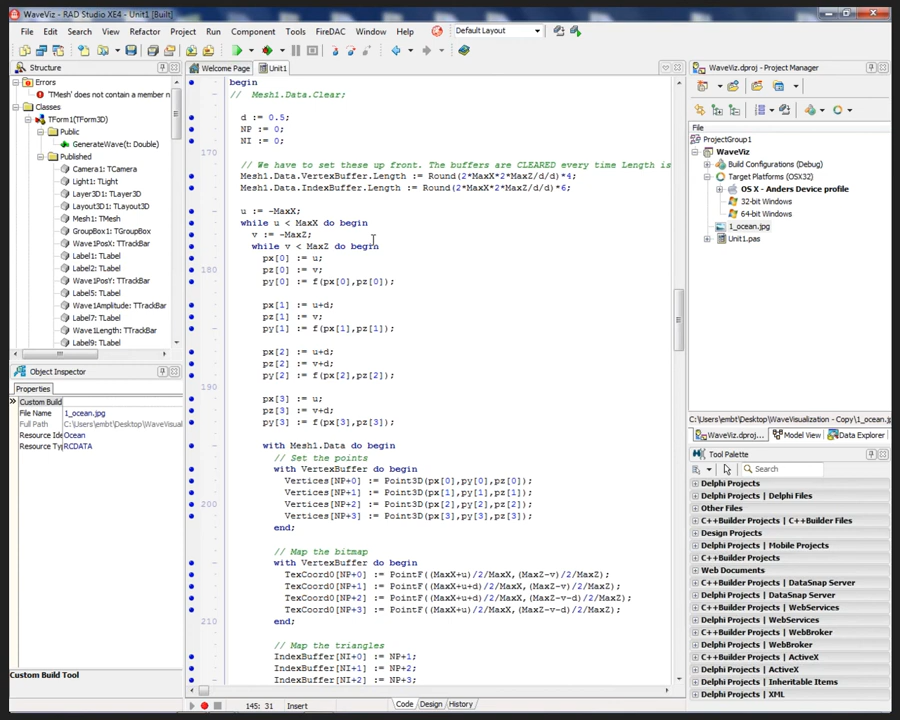 WaveViz - RAD Studio XE4 - Unit1 [Built]
File Edit Search View Refactor Project Run Component Tools FireDAC Window Help Default Layout
Structure
Errors
'TMesh' does not contain a member n
Classes
TForm1(TForm3D)
Public
GenerateWave(t: Double)
Published
Camera1: TCamera
Light1: TLight
Layer3D1: TLayer3D
Layout3D1: TLayout3D
Mesh1: TMesh
GroupBox1: TGroupBox
Wave1PosX: TTrackBar
Label1: TLabel
Label2: TLabel
Wave1PosY: TTrackBar
Label5: TLabel
Wave1Amplitude: TTrackBar
Label7: TLabel
Wave1Length: TTrackBar
Label9: TLabel
Object Inspector
Properties
Custom Build
File Name 1_ocean.jpg
Full Path C:\Users\embt\Desktop\WaveVisual
Resource Ide Ocean
Resource Typ RCDATA
Custom Build Tool
Welcome Page Unit1
begin
// Mesh1.Data.Clear;
d := 0.5;
NP := 0;
NI := 0;
170
// We have to set these up front. The buffers are CLEARED every time Length is
Mesh1.Data.VertexBuffer.Length := Round(2*MaxX*2*MaxZ/d/d)*4;
Mesh1.Data.IndexBuffer.Length := Round(2*MaxX*2*MaxZ/d/d)*6;
u := -MaxX;
while u < MaxX do begin
v := -MaxZ;
while v < MaxZ do begin
px[0] := u;
180 pz[0] := v;
py[0] := f(px[0],pz[0]);
px[1] := u+d;
pz[1] := v;
py[1] := f(px[1],pz[1]);
px[2] := u+d;
pz[2] := v+d;
py[2] := f(px[2],pz[2]);
190
px[3] := u;
pz[3] := v+d;
py[3] := f(px[3],pz[3]);
with Mesh1.Data do begin
// Set the points
with VertexBuffer do begin
Vertices[NP+0] := Point3D(px[0],py[0],pz[0]);
Vertices[NP+1] := Point3D(px[1],py[1],pz[1]);
200 Vertices[NP+2] := Point3D(px[2],py[2],pz[2]);
Vertices[NP+3] := Point3D(px[3],py[3],pz[3]);
end;
// Map the bitmap
with VertexBuffer do begin
TexCoord0[NP+0] := PointF((MaxX+u)/2/MaxX,(MaxZ-v)/2/MaxZ);
TexCoord0[NP+1] := PointF((MaxX+u+d)/2/MaxX,(MaxZ-v)/2/MaxZ);
TexCoord0[NP+2] := PointF((MaxX+u+d)/2/MaxX,(MaxZ-v-d)/2/MaxZ);
TexCoord0[NP+3] := PointF((MaxX+u)/2/MaxX,(MaxZ-v-d)/2/MaxZ);
210 end;
// Map the triangles
IndexBuffer[NI+0] := NP+1;
IndexBuffer[NI+1] := NP+2;
IndexBuffer[NI+2] := NP+3;
145: 31 Insert Code Design History
WaveViz.dproj - Project Manager
File
ProjectGroup1
WaveViz
Build Configurations (Debug)
Target Platforms (OSX32)
OS X - Anders Device profile
32-bit Windows
64-bit Windows
1_ocean.jpg
Unit1.pas
C:\Users\embt\Desktop\WaveVisualization - Copy\1_ocean.jp
WaveViz.dproj... Model View Data Explorer
Tool Palette
Search
Delphi Projects
Delphi Projects | Delphi Files
Other Files
C++Builder Projects | C++Builder Files
Design Projects
Delphi Projects | Mobile Projects
C++Builder Projects
Web Documents
C++Builder Projects | DataSnap Server
Delphi Projects | DataSnap Server
C++Builder Projects | WebServices
Delphi Projects | WebServices
C++Builder Projects | WebBroker
Delphi Projects | WebBroker
C++Builder Projects | ActiveX
Delphi Projects | ActiveX
Delphi Projects | Inheritable Items
Delphi Projects | XML